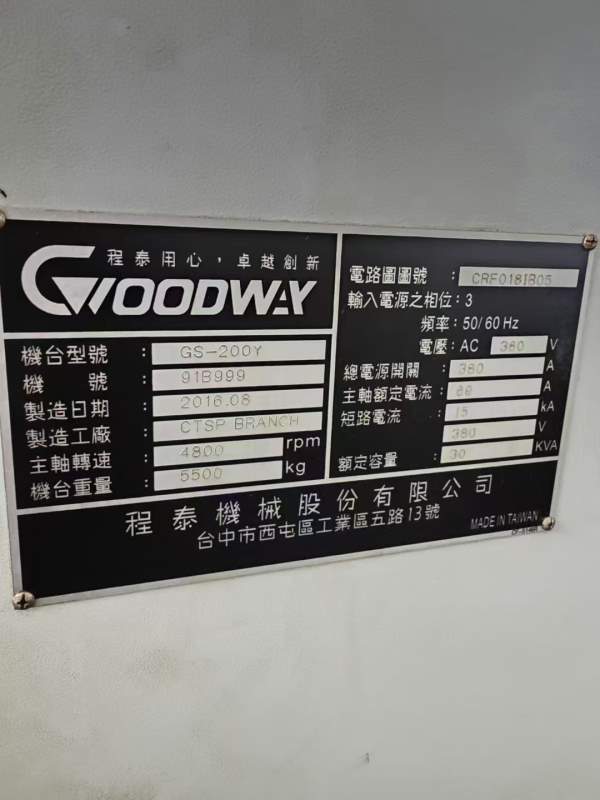 程泰用心，卓越創新
GOODWAY
機台型號 : GS-200Y
機號 : 91B999
製造日期 : 2016.08
製造工廠 : CTSP BRANCH
主軸轉速 : 4800 rpm
機台重量 : 5500 kg
電路圖圖號 : CRF018IB05
輸入電源之相位 : 3
頻率 : 50/60 Hz
電壓 : AC 380 V
總電源開關 : 380 A
主軸額定電流 : A
短路電流 : 15 kA
380 V
額定容量 : 30 KVA
程泰機械股份有限公司
台中市西屯區工業區五路13號
MADE IN TAIWAN